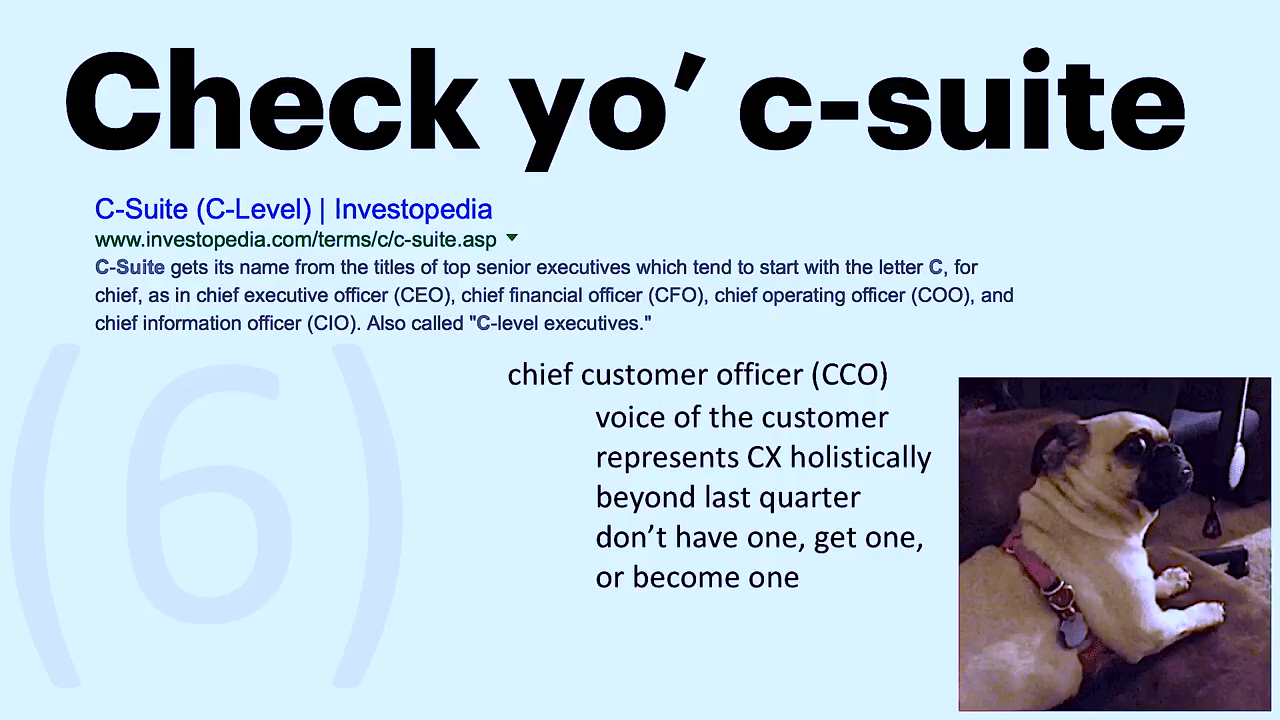 Check yo’ c-suite
C-Suite (C-Level) | Investopedia
www.investopedia.com/terms/c/c-suite.asp
C-Suite gets its name from the titles of top senior executives which tend to start with the letter C, for
chief, as in chief executive officer (CEO), chief financial officer (CFO), chief operating officer (COO), and
chief information officer (CIO). Also called "C-level executives."
(6)
chief customer officer (CCO)
voice of the customer
represents CX holistically
beyond last quarter
don’t have one, get one,
or become one